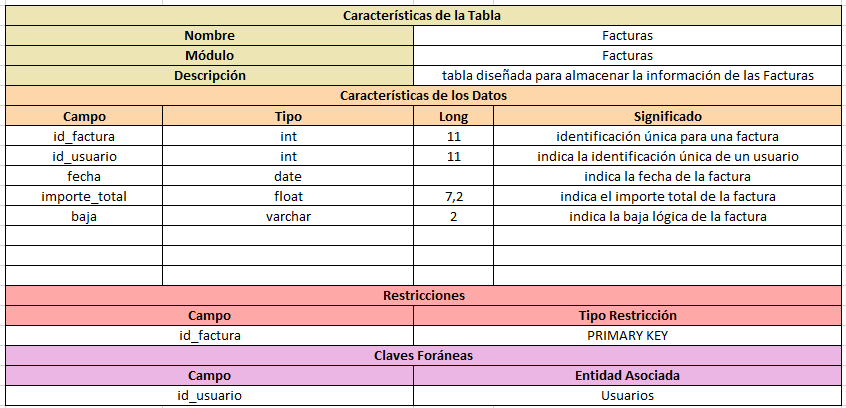 Características de la Tabla
Nombre Facturas
Módulo Facturas
Descripción tabla diseñada para almacenar la información de las Facturas
Características de los Datos
Campo Tipo Long Significado
id_factura int 11 identificación única para una factura
id_usuario int 11 indica la identificación única de un usuario
fecha date indica la fecha de la factura
importe_total float 7,2 indica el importe total de la factura
baja varchar 2 indica la baja lógica de la factura
Restricciones
Campo Tipo Restricción
id_factura PRIMARY KEY
Claves Foráneas
Campo Entidad Asociada
id_usuario Usuarios